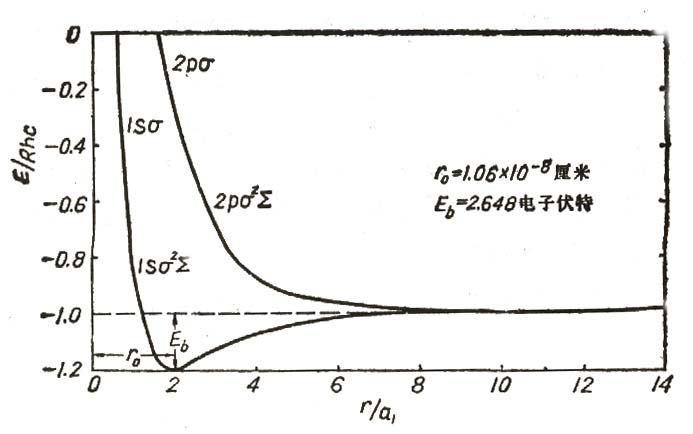 0
2pσ
-0.2
1sσ
E/Rhc
-0.4
r₀=1.06×10⁻⁸厘米
-0.6
2pσ²Σ
E_b=2.648电子伏特
-0.8
1sσ²Σ
-1.0
r₀
E_b
-1.2
0 2 4 6 8 10 12 14
r/a₁